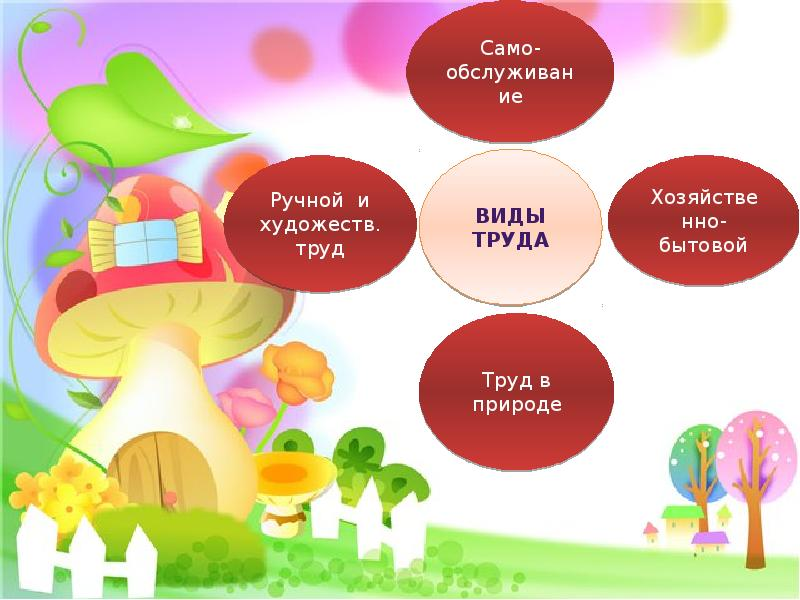 Само-
обслуживан
ие
Ручной и
художеств.
труд
ВИДЫ
ТРУДА
Хозяйстве
нно-
бытовой
Труд в
природе